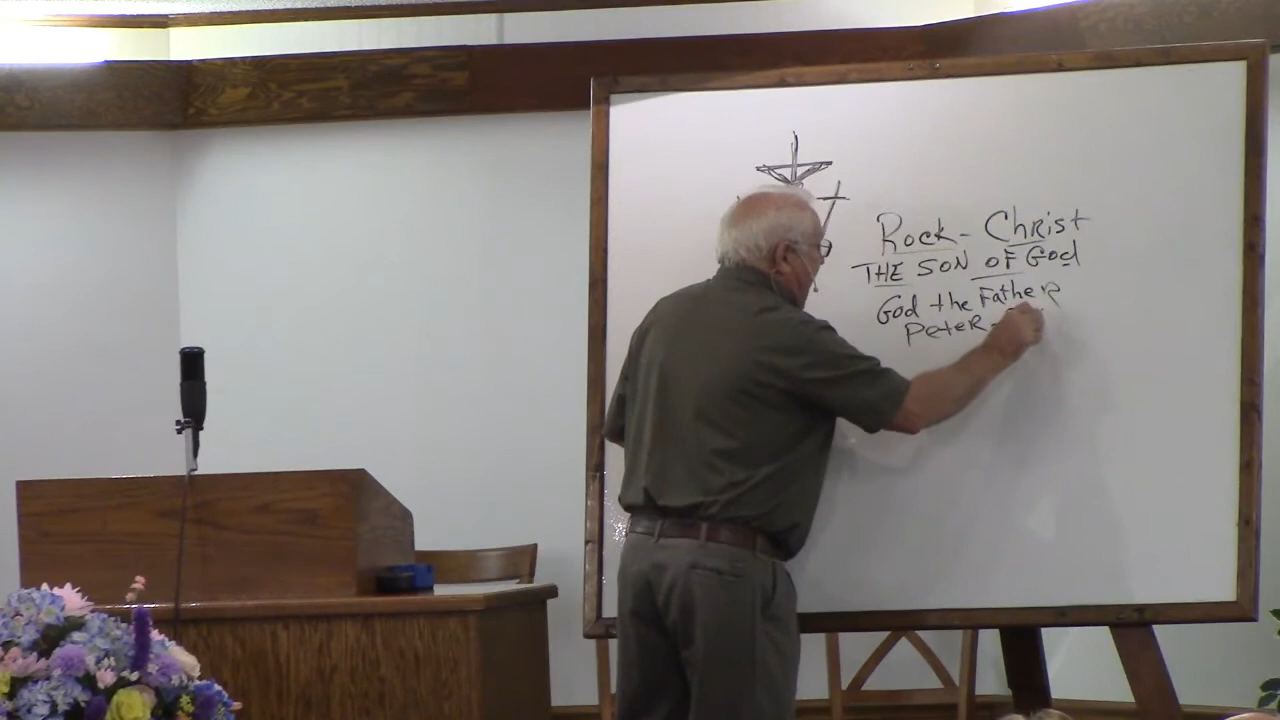 Rock - Christ
THE SON OF God
God the Father
PeteR -